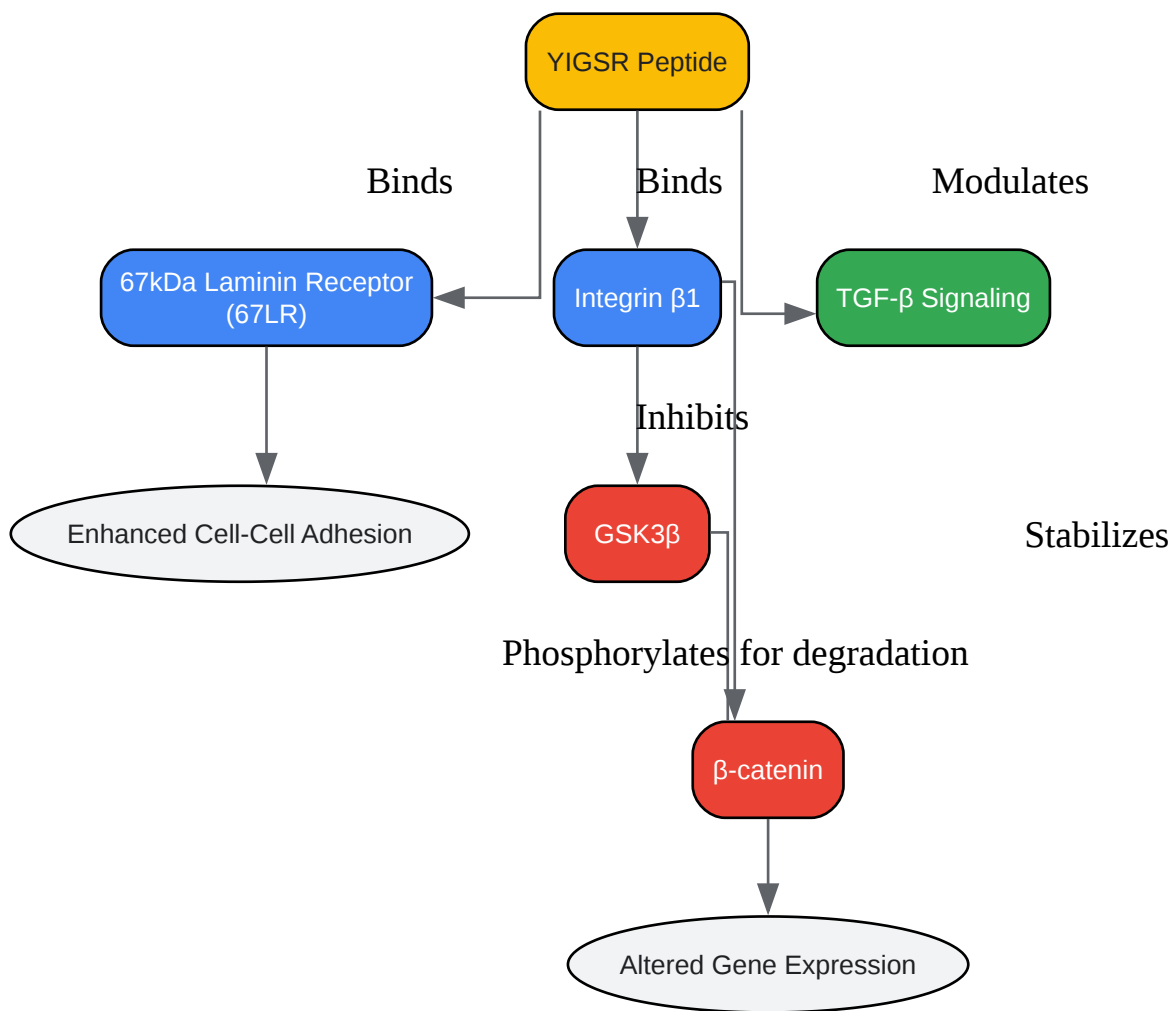 YIGSR Peptide
Binds
Binds
Modulates
67kDa Laminin Receptor
(67LR)
Integrin β1
TGF-β Signaling
Inhibits
Enhanced Cell-Cell Adhesion
GSK3β
Stabilizes
Phosphorylates for degradation
β-catenin
Altered Gene Expression